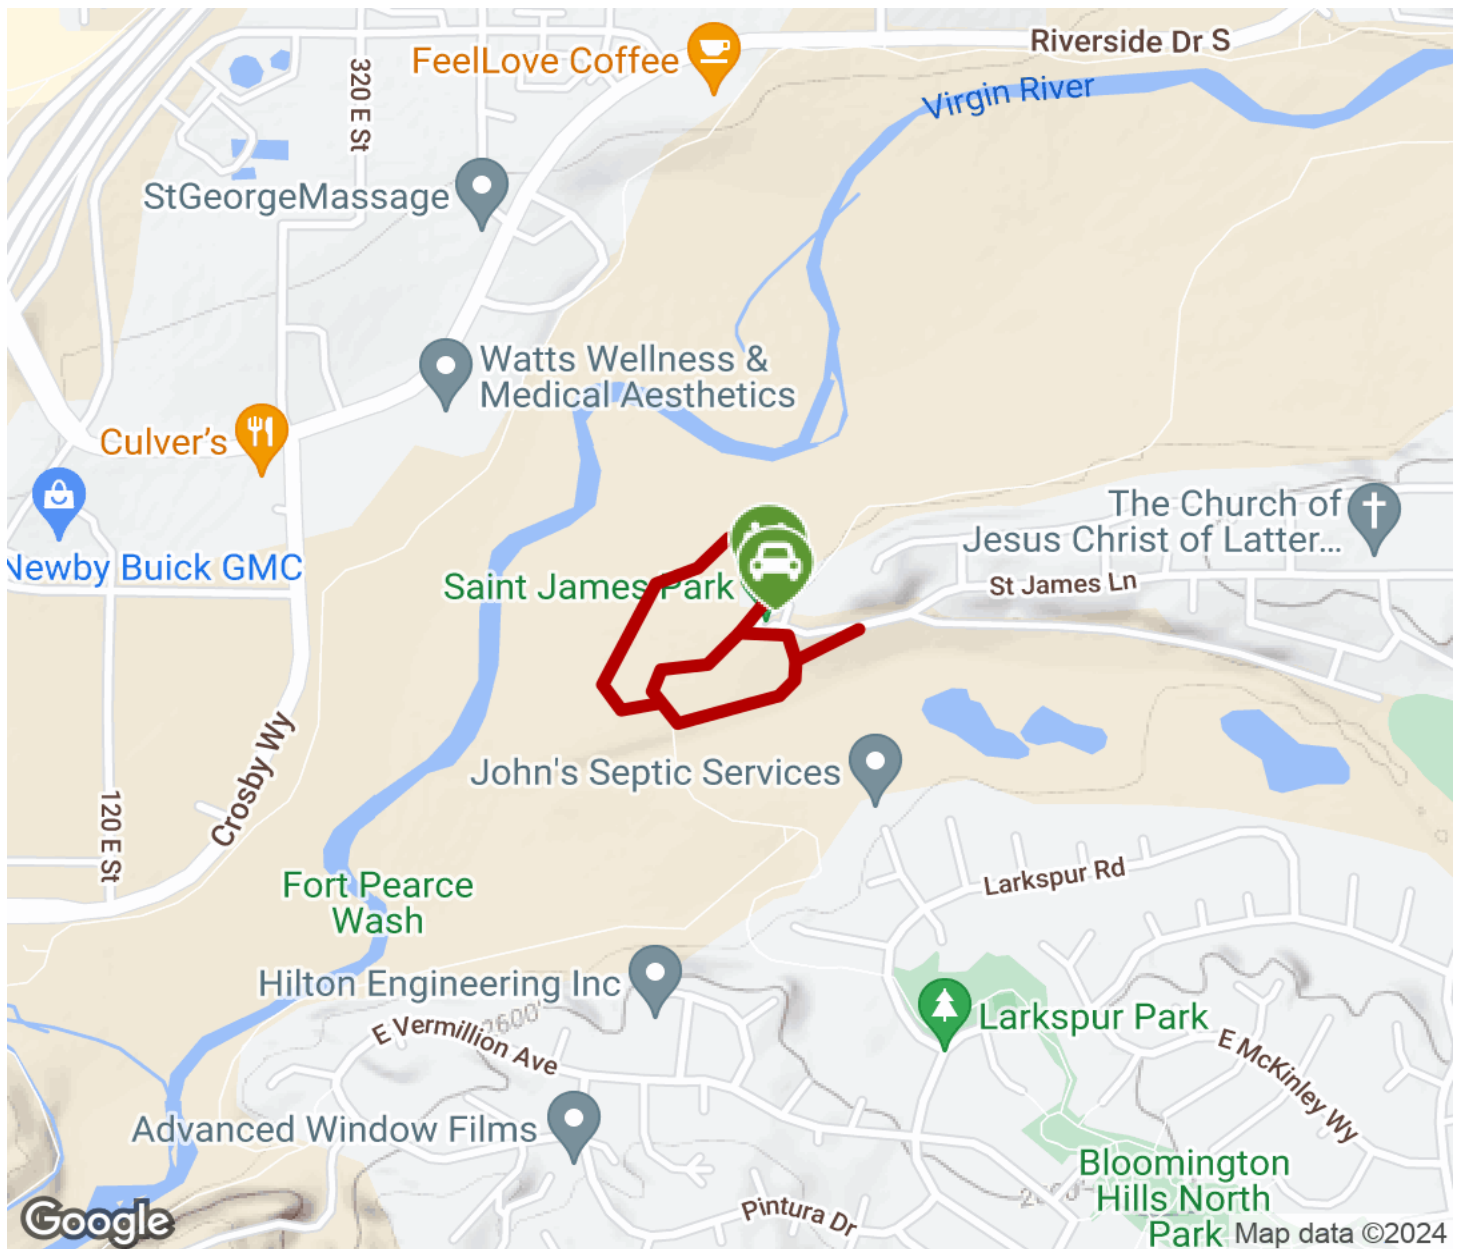 Riverside Dr S
FeelLove Coffee
320 E St
Virgin River
StGeorgeMassage
Watts Wellness &
Medical Aesthetics
Culver's
The Church of
Jesus Christ of Latter...
Newby Buick GMC
Saint James Park
St James Ln
Crosby Wy
John's Septic Services
120 E St
Larkspur Rd
Fort Pearce
Wash
Hilton Engineering Inc
2600'
E Vermillion Ave
Larkspur Park
E McKinley Wy
Advanced Window Films
Bloomington
Hills North
Park
Pintura Dr
Google
Map data ©2024